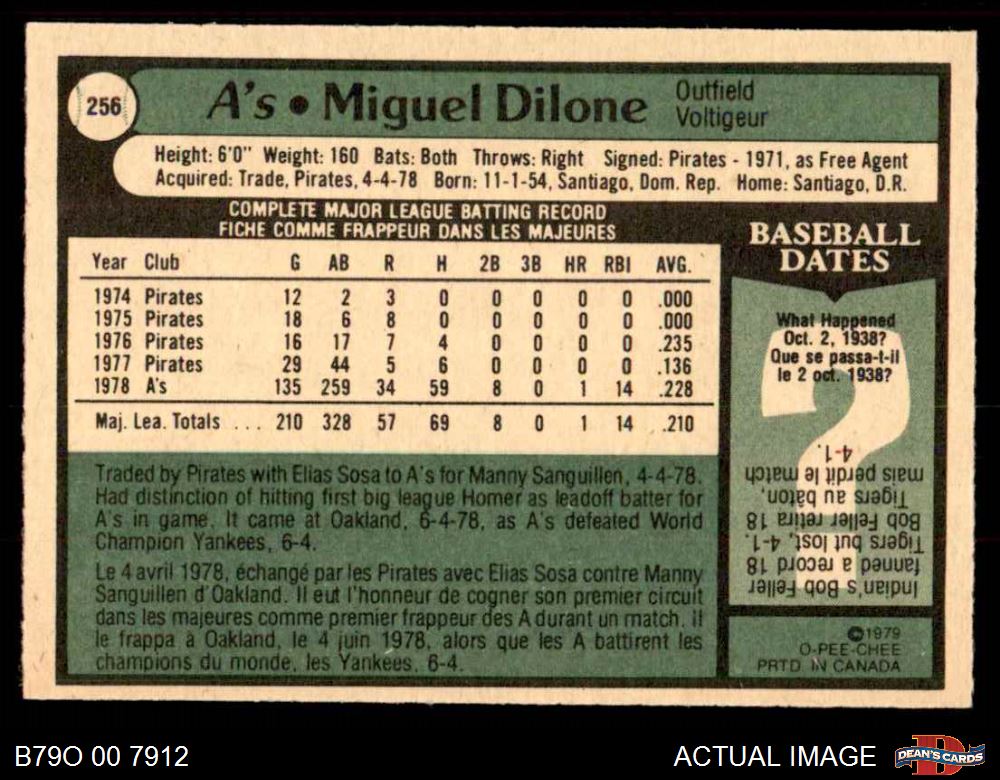 256
A's • Miguel Dilone
Outfield
Voltigeur
Height: 6'0" Weight: 160 Bats: Both Throws: Right Signed: Pirates - 1971, as Free Agent
Acquired: Trade, Pirates, 4-4-78 Born: 11-1-54, Santiago, Dom. Rep. Home: Santiago, D.R.
COMPLETE MAJOR LEAGUE BATTING RECORD
FICHE COMME FRAPPEUR DANS LES MAJEURES
Year Club G AB R H 2B 3B HR RBI AVG.
1974 Pirates 12 2 3 0 0 0 0 0 .000
1975 Pirates 18 6 8 0 0 0 0 0 .000
1976 Pirates 16 17 7 4 0 0 0 0 .235
1977 Pirates 29 44 5 6 0 0 0 0 .136
1978 A's 135 259 34 59 8 0 1 14 .228
Maj. Lea. Totals ... 210 328 57 69 8 0 1 14 .210
Traded by Pirates with Elias Sosa to A's for Manny Sanguillen, 4-4-78.
Had distinction of hitting first big league Homer as leadoff batter for
A's in game. It came at Oakland, 6-4-78, as A's defeated World
Champion Yankees, 6-4.
Le 4 avril 1978, échangé par les Pirates avec Elias Sosa contre Manny
Sanguillen d'Oakland. Il eut l'honneur de cogner son premier circuit
dans les majeures comme premier frappeur des A durant un match. Il
le frappa à Oakland, le 4 juin 1978, alors que les A battirent les
champions du monde, les Yankees, 6-4.
BASEBALL
DATES
What Happened
Oct. 2, 1938?
Que se passa-t-il
le 2 oct. 1938?
Indian's Bob Feller
fanned a record 18
Tigers but lost, 4-1.
Bob Feller retira 18
Tigers au bâton,
mais perdit le match
4-1.
©1979
O-PEE-CHEE
PRTD. IN CANADA
B79O 00 7912
ACTUAL IMAGE
D
DEAN'S CARDS